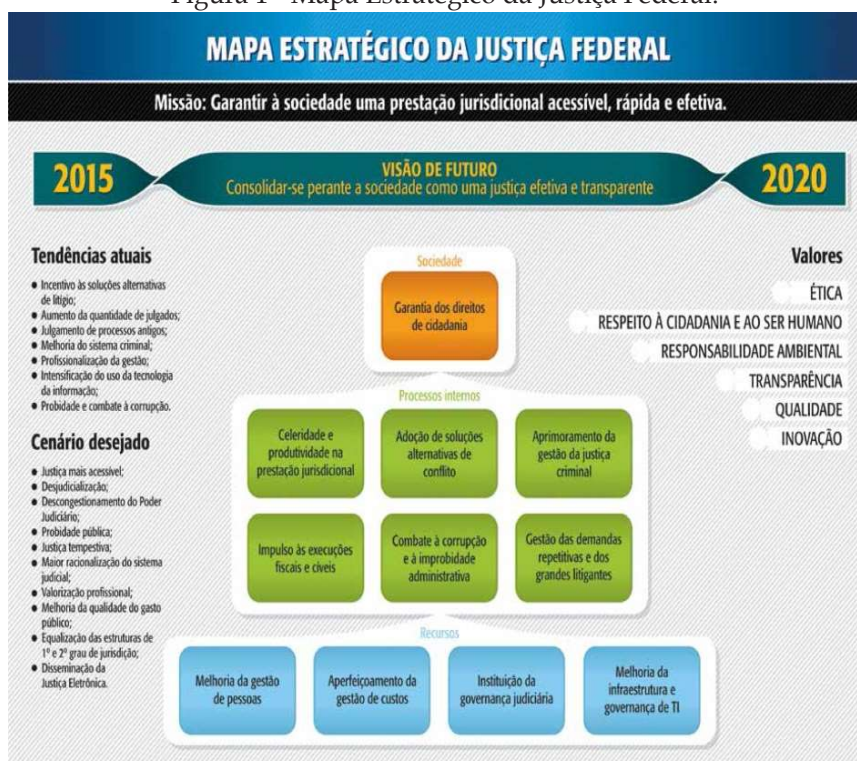 Figura 1 - Mapa Estratégico da Justiça Federal.
MAPA ESTRATÉGICO DA JUSTIÇA FEDERAL
Missão: Garantir à sociedade uma prestação jurisdicional acessível, rápida e efetiva.
2015
VISÃO DE FUTURO
Consolidar-se perante a sociedade como uma justiça efetiva e transparente
2020
Tendências atuais
• Incentivo às soluções alternativas
de litígio;
• Aumento da quantidade de julgados;
• Julgamento de processos antigos;
• Melhoria do sistema criminal;
• Profissionalização da gestão;
• Intensificação do uso da tecnologia
da informação;
• Probidade e combate à corrupção.
Cenário desejado
• Justiça mais acessível;
• Desjudicialização;
• Descongestionamento do Poder
Judiciário;
• Probidade pública;
• Justiça tempestiva;
• Maior racionalização do sistema
judicial;
• Valorização profissional;
• Melhoria da qualidade do gasto
público;
• Equalização das estruturas de
1º e 2º grau de jurisdição;
• Disseminação da
Justiça Eletrônica.
Sociedade
Garantia dos direitos
de cidadania
Processos internos
Celeridade e
produtividade na
prestação jurisdicional
Adoção de soluções
alternativas de
conflito
Aprimoramento da
gestão da justiça
criminal
Impulso às execuções
fiscais e cíveis
Combate à corrupção
e à improbidade
administrativa
Gestão das demandas
repetitivas e dos
grandes litigantes
Recursos
Melhoria da gestão
de pessoas
Aperfeiçoamento da
gestão de custos
Instituição da
governança judiciária
Melhoria da
infraestrutura e
governança de TI
Valores
ÉTICA
RESPEITO À CIDADANIA E AO SER HUMANO
RESPONSABILIDADE AMBIENTAL
TRANSPARÊNCIA
QUALIDADE
INOVAÇÃO